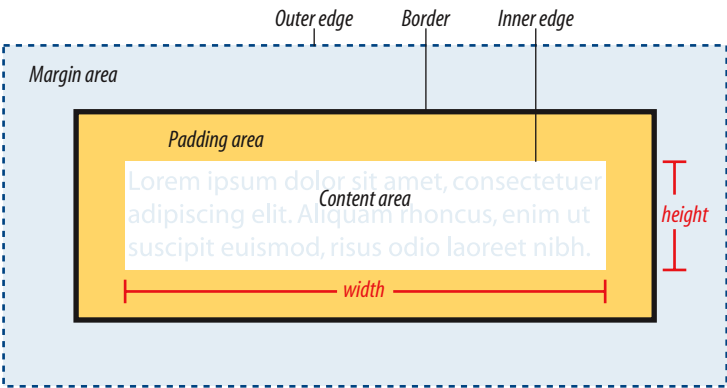 Outer edge Border Inner edge
Margin area
Padding area
Lorem ipsum dolor sit amet, consectetuer
Content area
adipiscing elit. Aliquam rhoncus, enim ut
suscipit euismod, risus odio laoreet nibh.
height
width